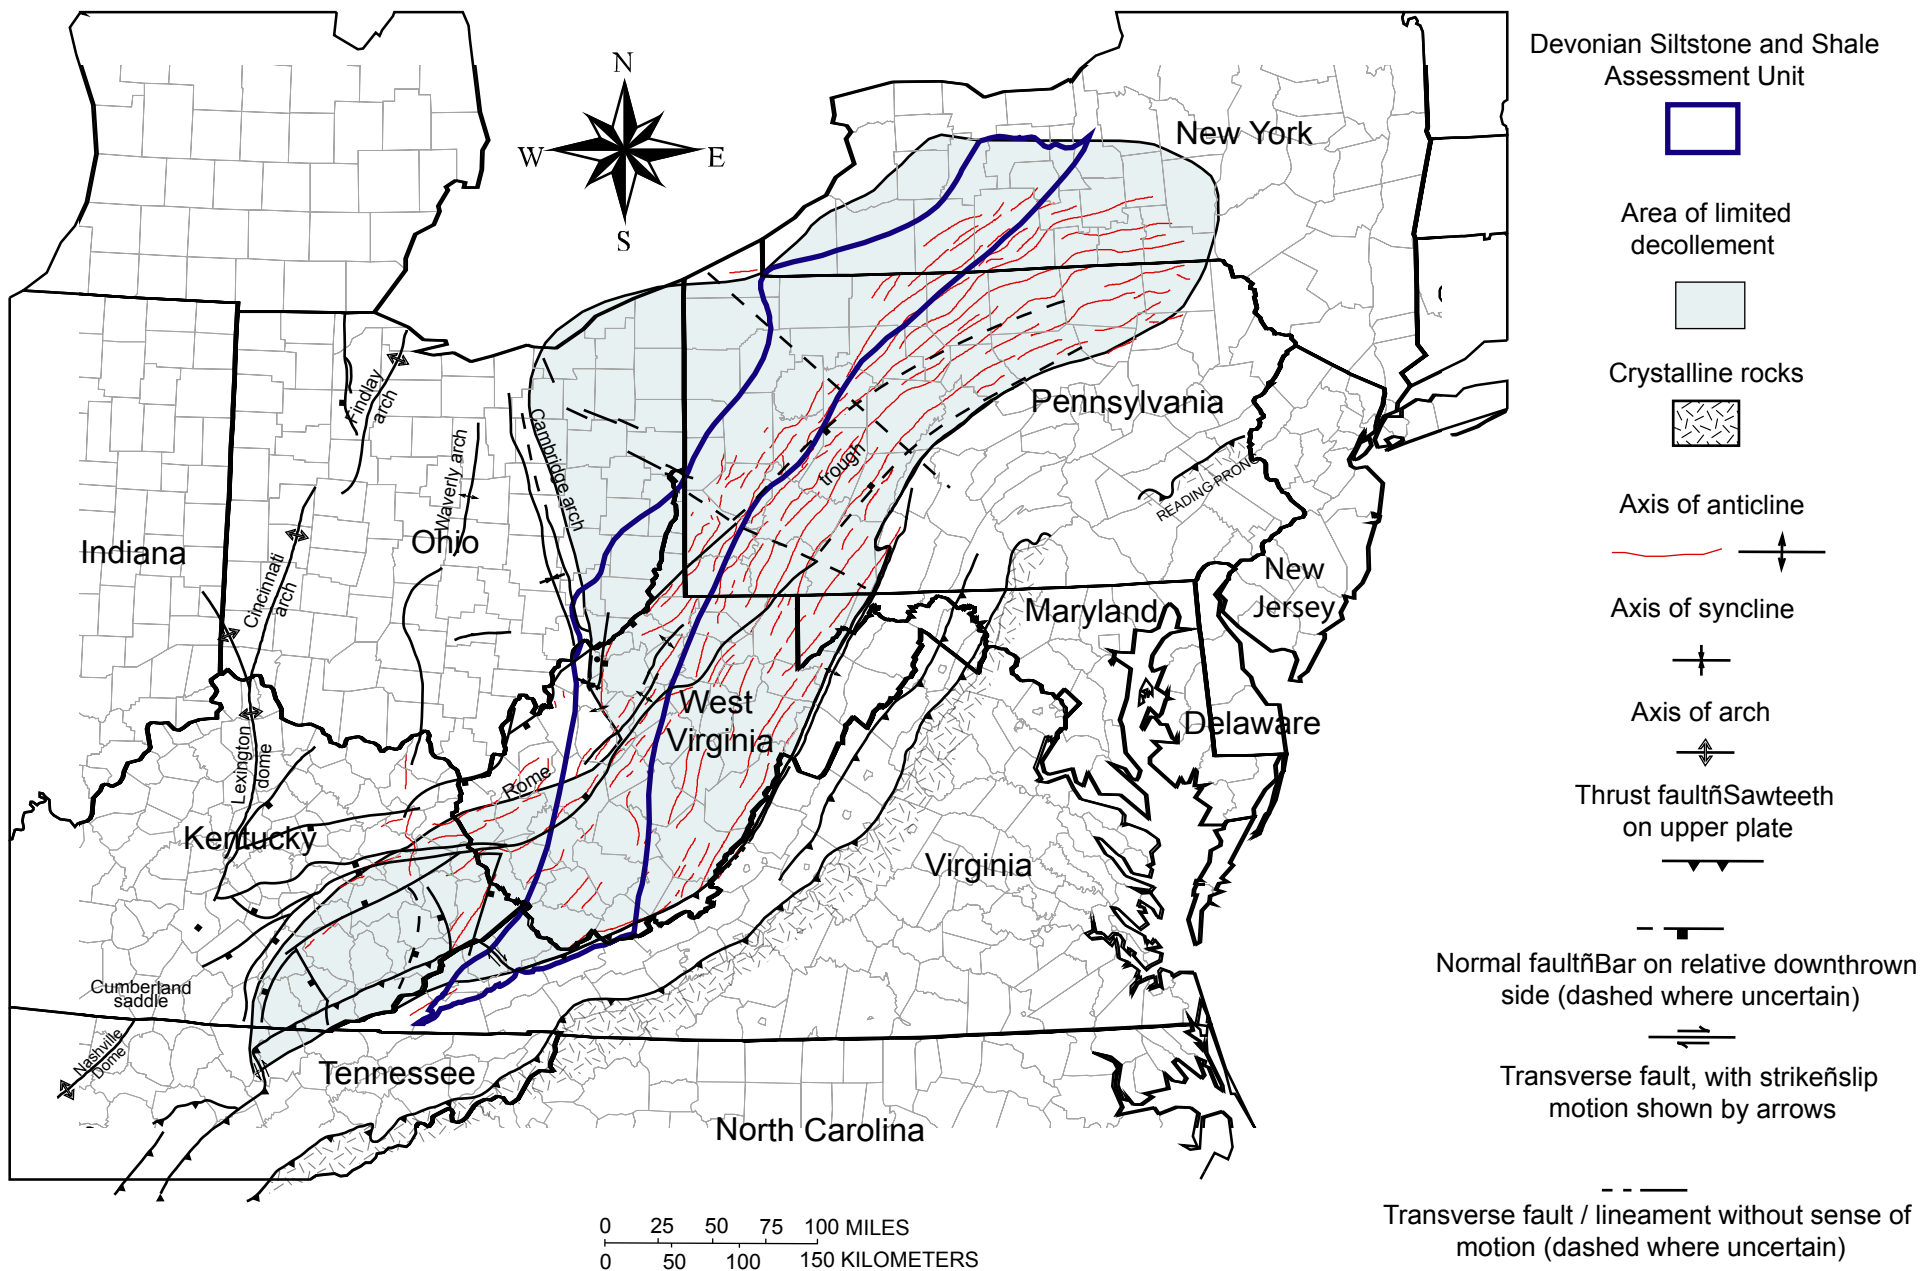 N
W
E
S
New York
Pennsylvania
trough
READING PRONG
Findlay
arch
Waverly arch
Cambridge arch
Ohio
Indiana
Cincinnati
arch
New
Jersey
Maryland
Delaware
West
Virginia
Rome
Lexington
dome
Kentucky
Virginia
Cumberland
saddle
Nashville
Dome
Tennessee
North Carolina
0 25 50 75 100 MILES
0 50 100 150 KILOMETERS
Devonian Siltstone and Shale
Assessment Unit
Area of limited
decollement
Crystalline rocks
Axis of anticline
Axis of syncline
Axis of arch
Thrust faultñSawteeth
on upper plate
Normal faultñBar on relative downthrown
side (dashed where uncertain)
Transverse fault, with strikeñslip
motion shown by arrows
Transverse fault / lineament without sense of
motion (dashed where uncertain)